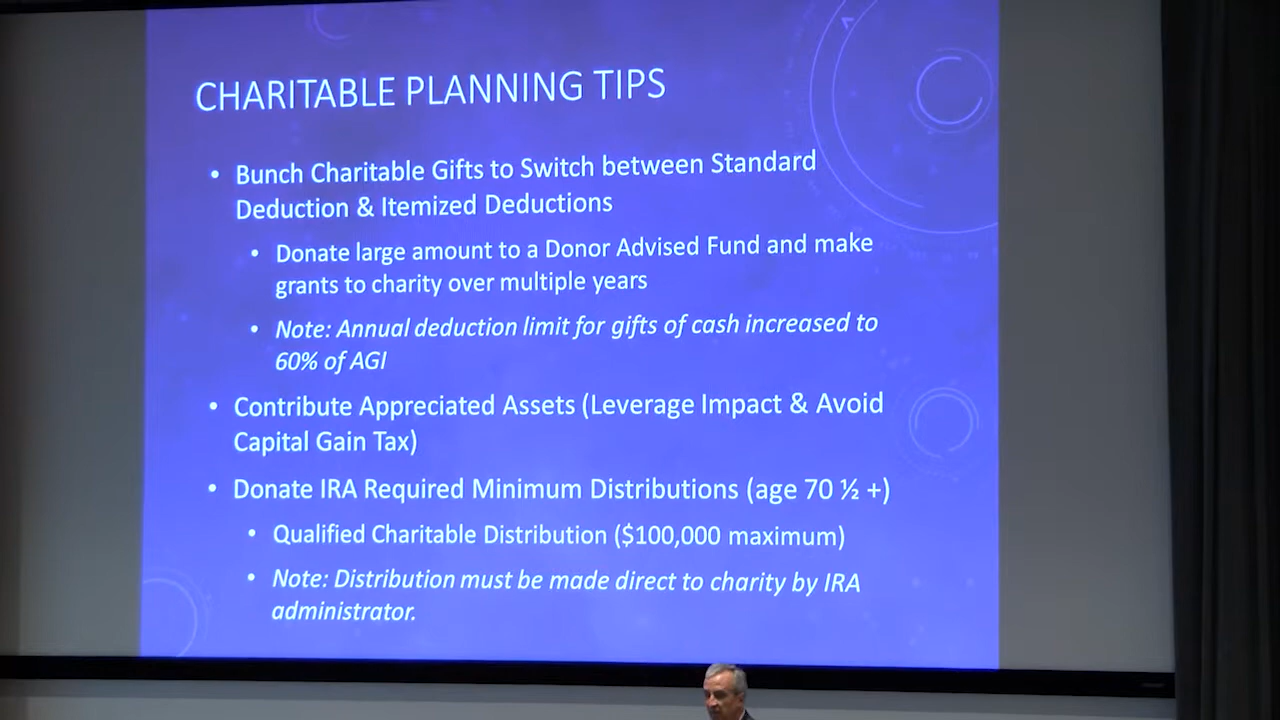 CHARITABLE PLANNING TIPS
• Bunch Charitable Gifts to Switch between Standard
Deduction & Itemized Deductions
• Donate large amount to a Donor Advised Fund and make
grants to charity over multiple years
• Note: Annual deduction limit for gifts of cash increased to
60% of AGI
• Contribute Appreciated Assets (Leverage Impact & Avoid
Capital Gain Tax)
• Donate IRA Required Minimum Distributions (age 70 ½ +)
• Qualified Charitable Distribution ($100,000 maximum)
• Note: Distribution must be made direct to charity by IRA
administrator.